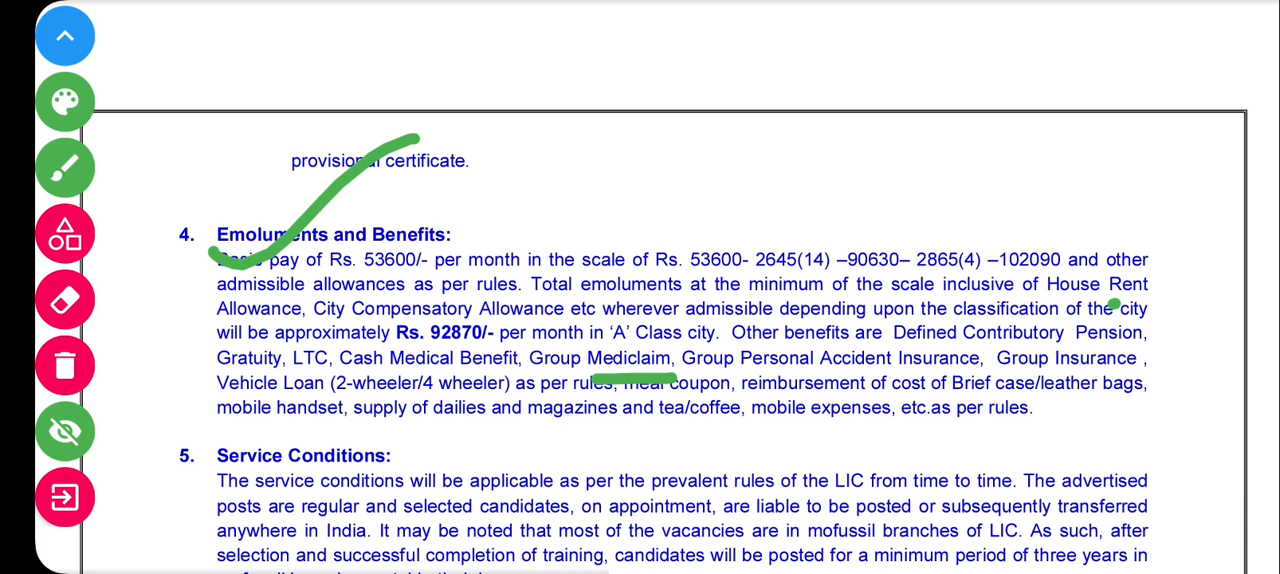 provisional certificate.
4. Emoluments and Benefits:
Basic pay of Rs. 53600/- per month in the scale of Rs. 53600- 2645(14) –90630– 2865(4) –102090 and other
admissible allowances as per rules. Total emoluments at the minimum of the scale inclusive of House Rent
Allowance, City Compensatory Allowance etc wherever admissible depending upon the classification of the city
will be approximately Rs. 92870/- per month in ‘A’ Class city. Other benefits are Defined Contributory Pension,
Gratuity, LTC, Cash Medical Benefit, Group Mediclaim, Group Personal Accident Insurance, Group Insurance ,
Vehicle Loan (2-wheeler/4 wheeler) as per rules, meal coupon, reimbursement of cost of Brief case/leather bags,
mobile handset, supply of dailies and magazines and tea/coffee, mobile expenses, etc.as per rules.
5. Service Conditions:
The service conditions will be applicable as per the prevalent rules of the LIC from time to time. The advertised
posts are regular and selected candidates, on appointment, are liable to be posted or subsequently transferred
anywhere in India. It may be noted that most of the vacancies are in mofussil branches of LIC. As such, after
selection and successful completion of training, candidates will be posted for a minimum period of three years in